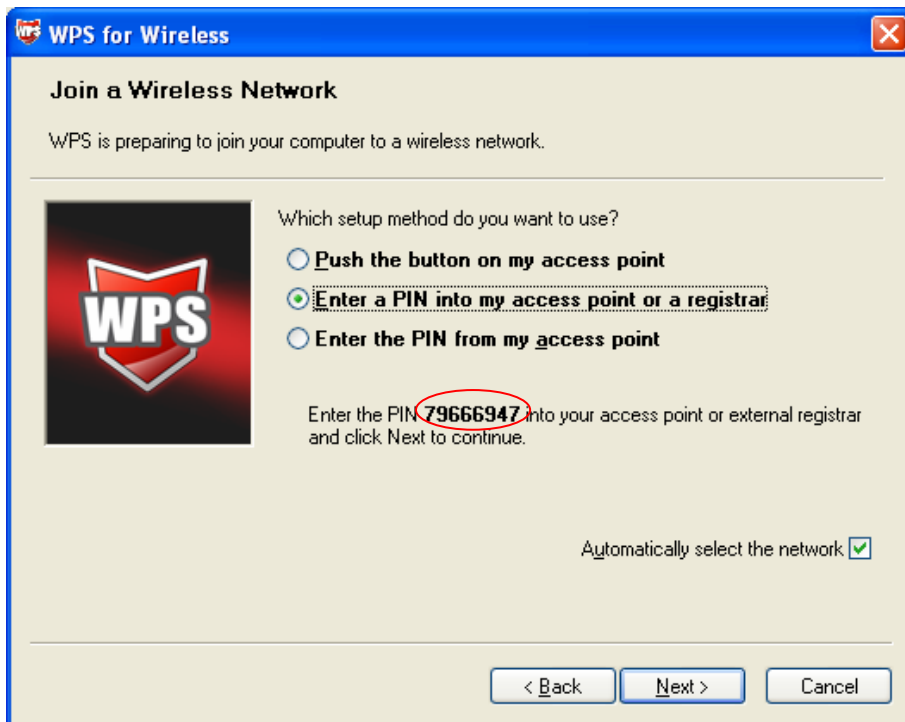 WPS WPS for Wireless
Join a Wireless Network
WPS is preparing to join your computer to a wireless network.
WPS
Which setup method do you want to use?
Push the button on my access point
Enter a PIN into my access point or a registrar
Enter the PIN from my access point
Enter the PIN 79666947 into your access point or external registrar
and click Next to continue.
Automatically select the network
< Back Next > Cancel